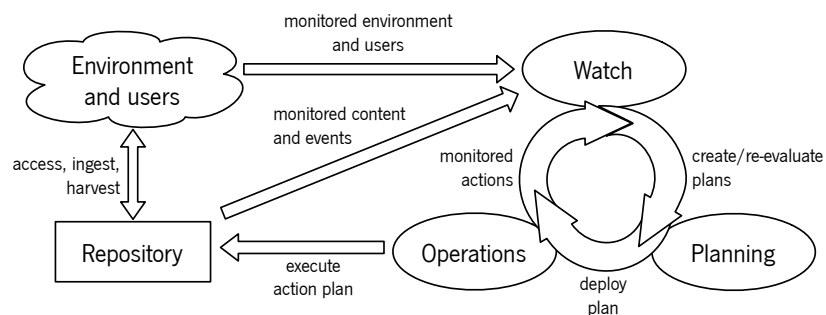 monitored environment
and users
Environment
and users
Watch
monitored content
and events
access, ingest,
harvest
monitored
actions
create/re-evaluate
plans
Repository
Operations
Planning
execute
action plan
deploy
plan